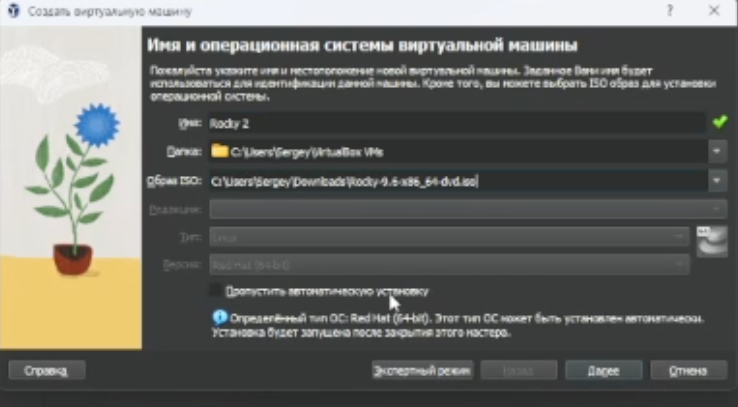 Создать виртуальную машину
Имя и операционная системы виртуальной машины
Пожалуйста укажите имя и местоположение новой виртуальной машины. Заданное Вами имя будет
использоваться для идентификации данной машины. Кроме того, вы можете выбрать ISO образ для установки
операционной системы.
Имя: Rocky 2
Папка: C:\Users\Sergey\VirtualBox VMs
Образ ISO: C:\Users\Sergey\Downloads\Rocky-9.6-x86_64-dvd.iso
Редакция:
Тип: Linux
Версия: Red Hat (64-bit)
Пропустить автоматическую установку
Определённый тип ОС: Red Hat (64-bit). Этот тип ОС может быть установлен автоматически.
Установка будет запущена после закрытия этого мастера.
Справка Экспертный режим Назад Далее Отмена